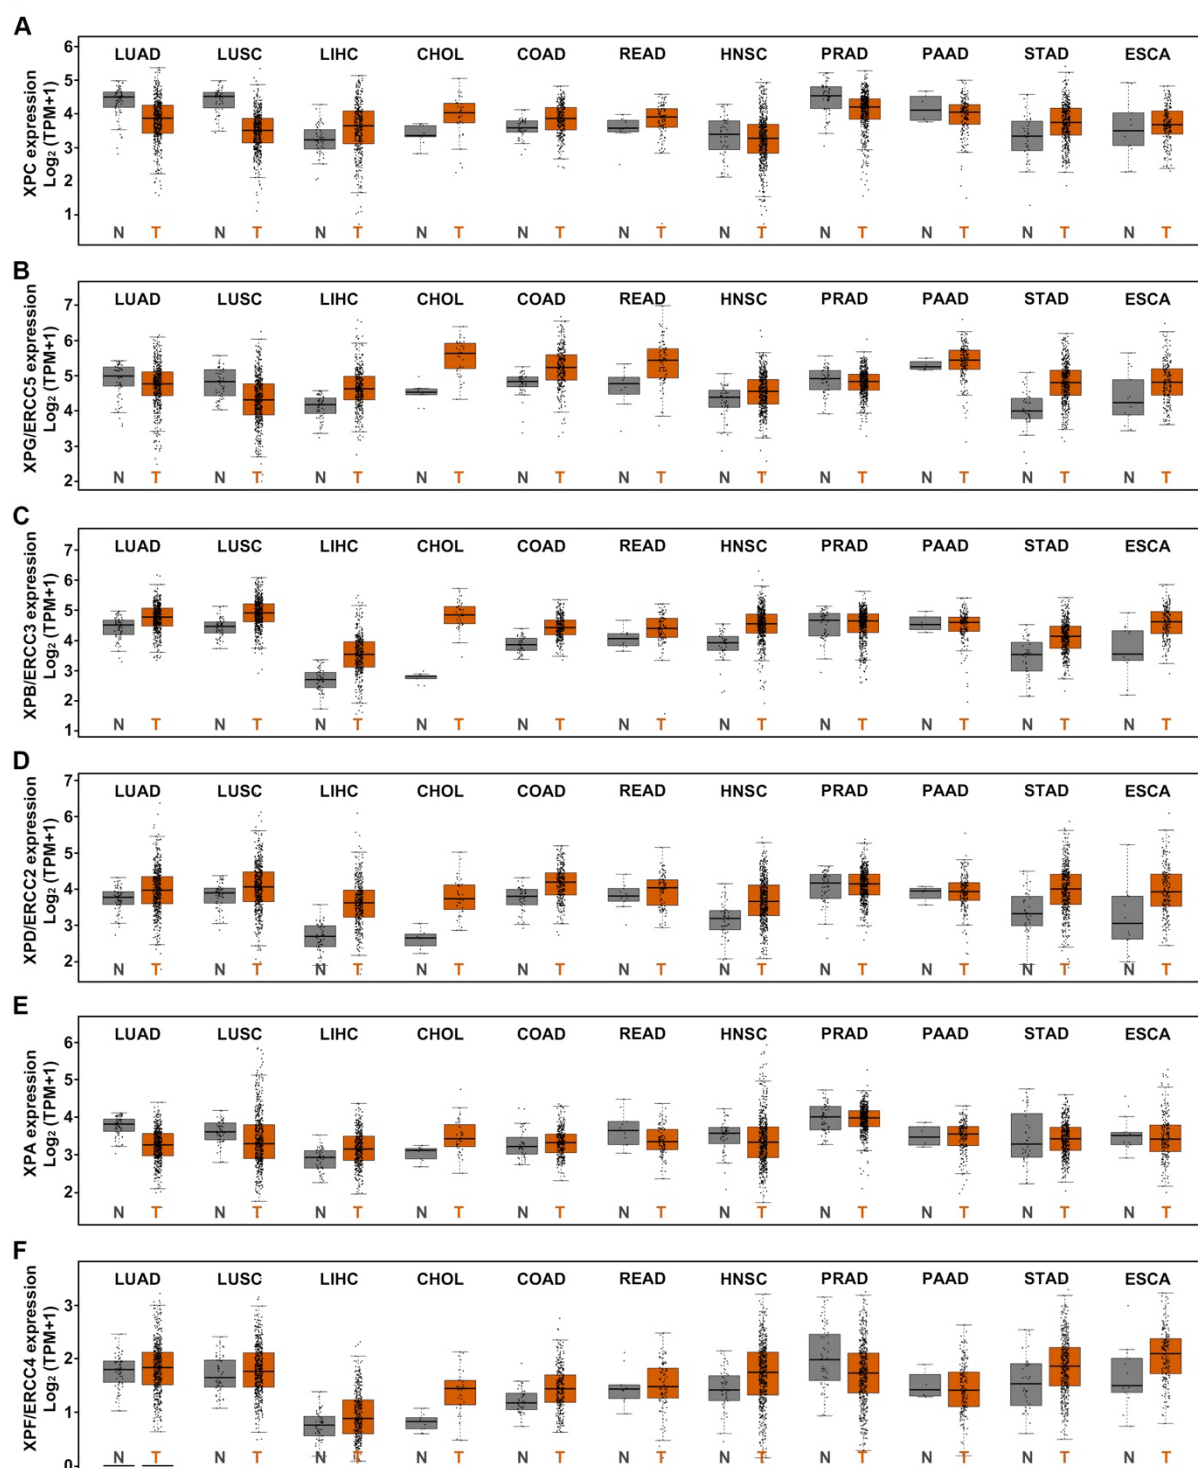 A
XPC expression
Log₂ (TPM+1)
6
5
4
3
2
1
LUAD LUSC LIHC CHOL COAD READ HNSC PRAD PAAD STAD ESCA
N T N T N T N T N T N T N T N T N T N T N T
B
XPG/ERCC5 expression
Log₂ (TPM+1)
7
6
5
4
3
2
LUAD LUSC LIHC CHOL COAD READ HNSC PRAD PAAD STAD ESCA
N T N T N T N T N T N T N T N T N T N T N T
C
XPB/ERCC3 expression
Log₂ (TPM+1)
7
6
5
4
3
2
1
LUAD LUSC LIHC CHOL COAD READ HNSC PRAD PAAD STAD ESCA
N T N T N T N T N T N T N T N T N T N T N T
D
XPD/ERCC2 expression
Log₂ (TPM+1)
7
6
5
4
3
2
LUAD LUSC LIHC CHOL COAD READ HNSC PRAD PAAD STAD ESCA
N T N T N T N T N T N T N T N T N T N T N T
E
XPA expression
Log₂ (TPM+1)
6
5
4
3
2
LUAD LUSC LIHC CHOL COAD READ HNSC PRAD PAAD STAD ESCA
N T N T N T N T N T N T N T N T N T N T N T
F
XPF/ERCC4 expression
Log₂ (TPM+1)
3
2
1
0
LUAD LUSC LIHC CHOL COAD READ HNSC PRAD PAAD STAD ESCA
N T N T N T N T N T N T N T N T N T N T N T